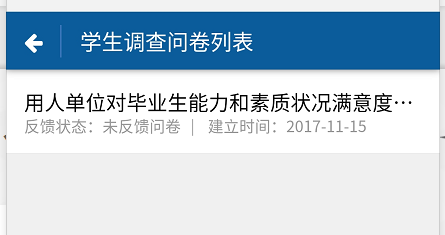 学生调查问卷列表
用人单位对毕业生能力和素质状况满意度…
反馈状态：未反馈问卷 | 建立时间：2017-11-15